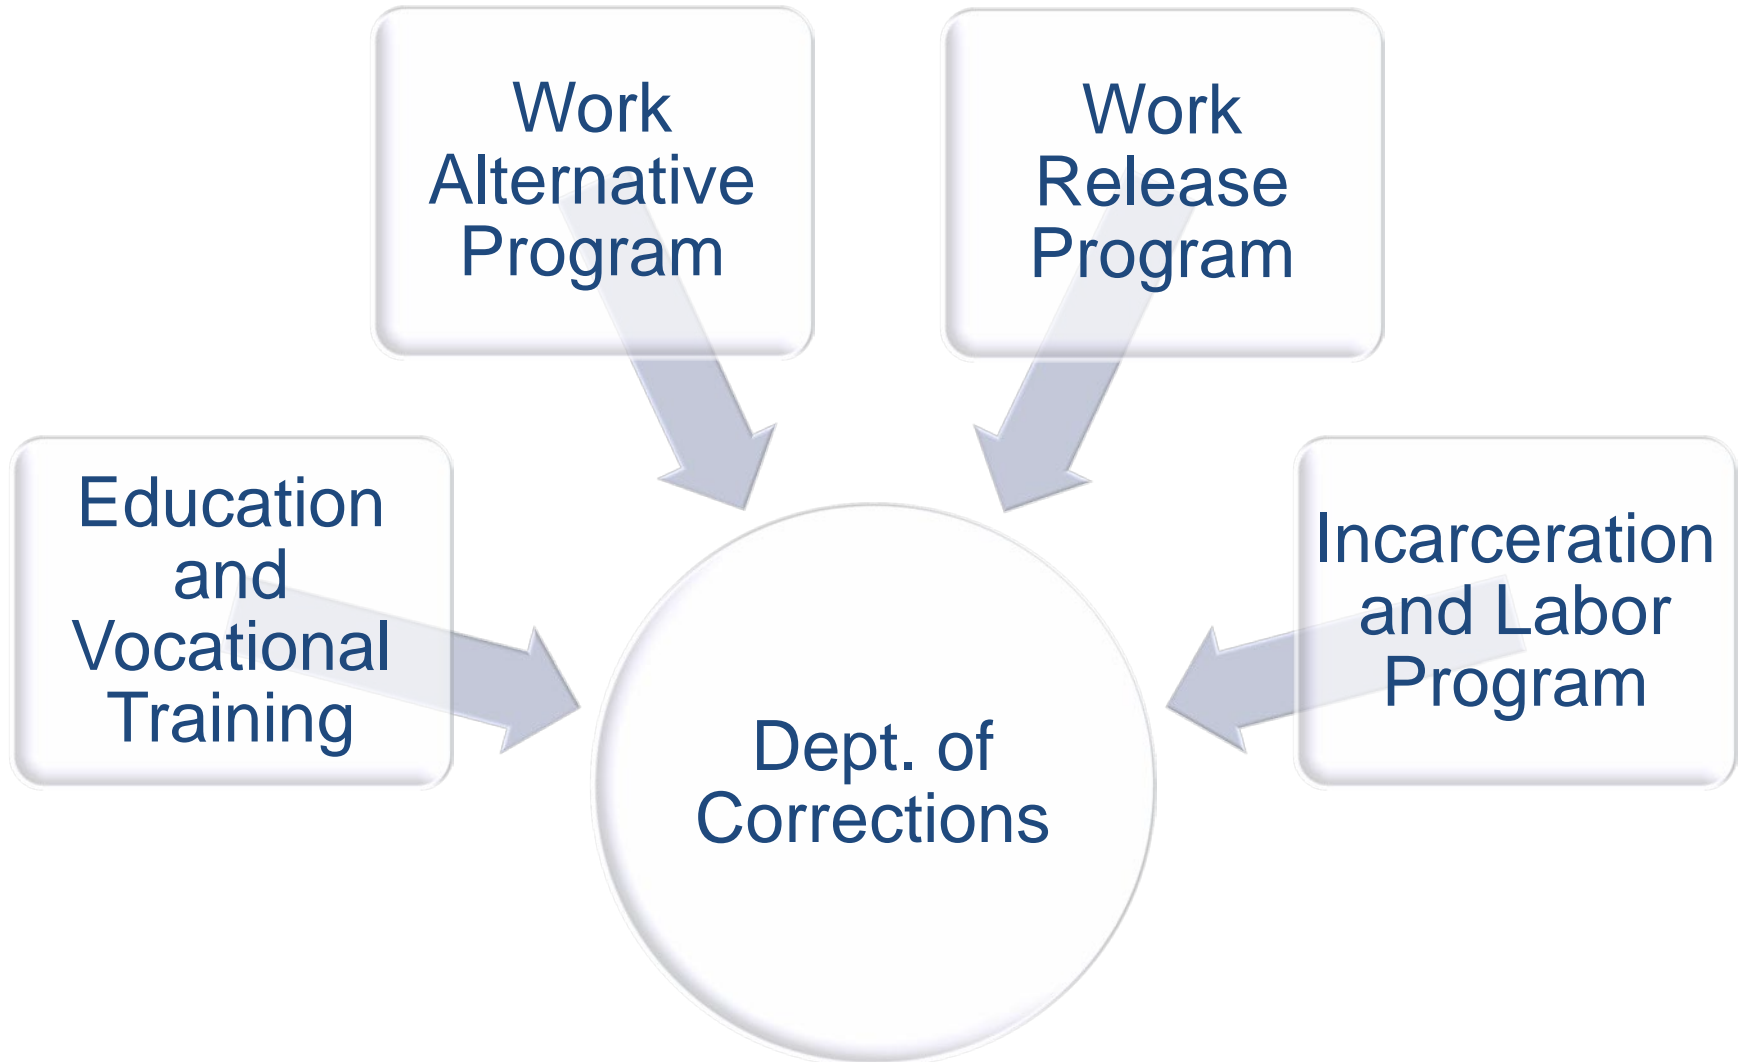 Work
Alternative
Program
Work
Release
Program
Education
and
Vocational
Training
Incarceration
and Labor
Program
Dept. of
Corrections